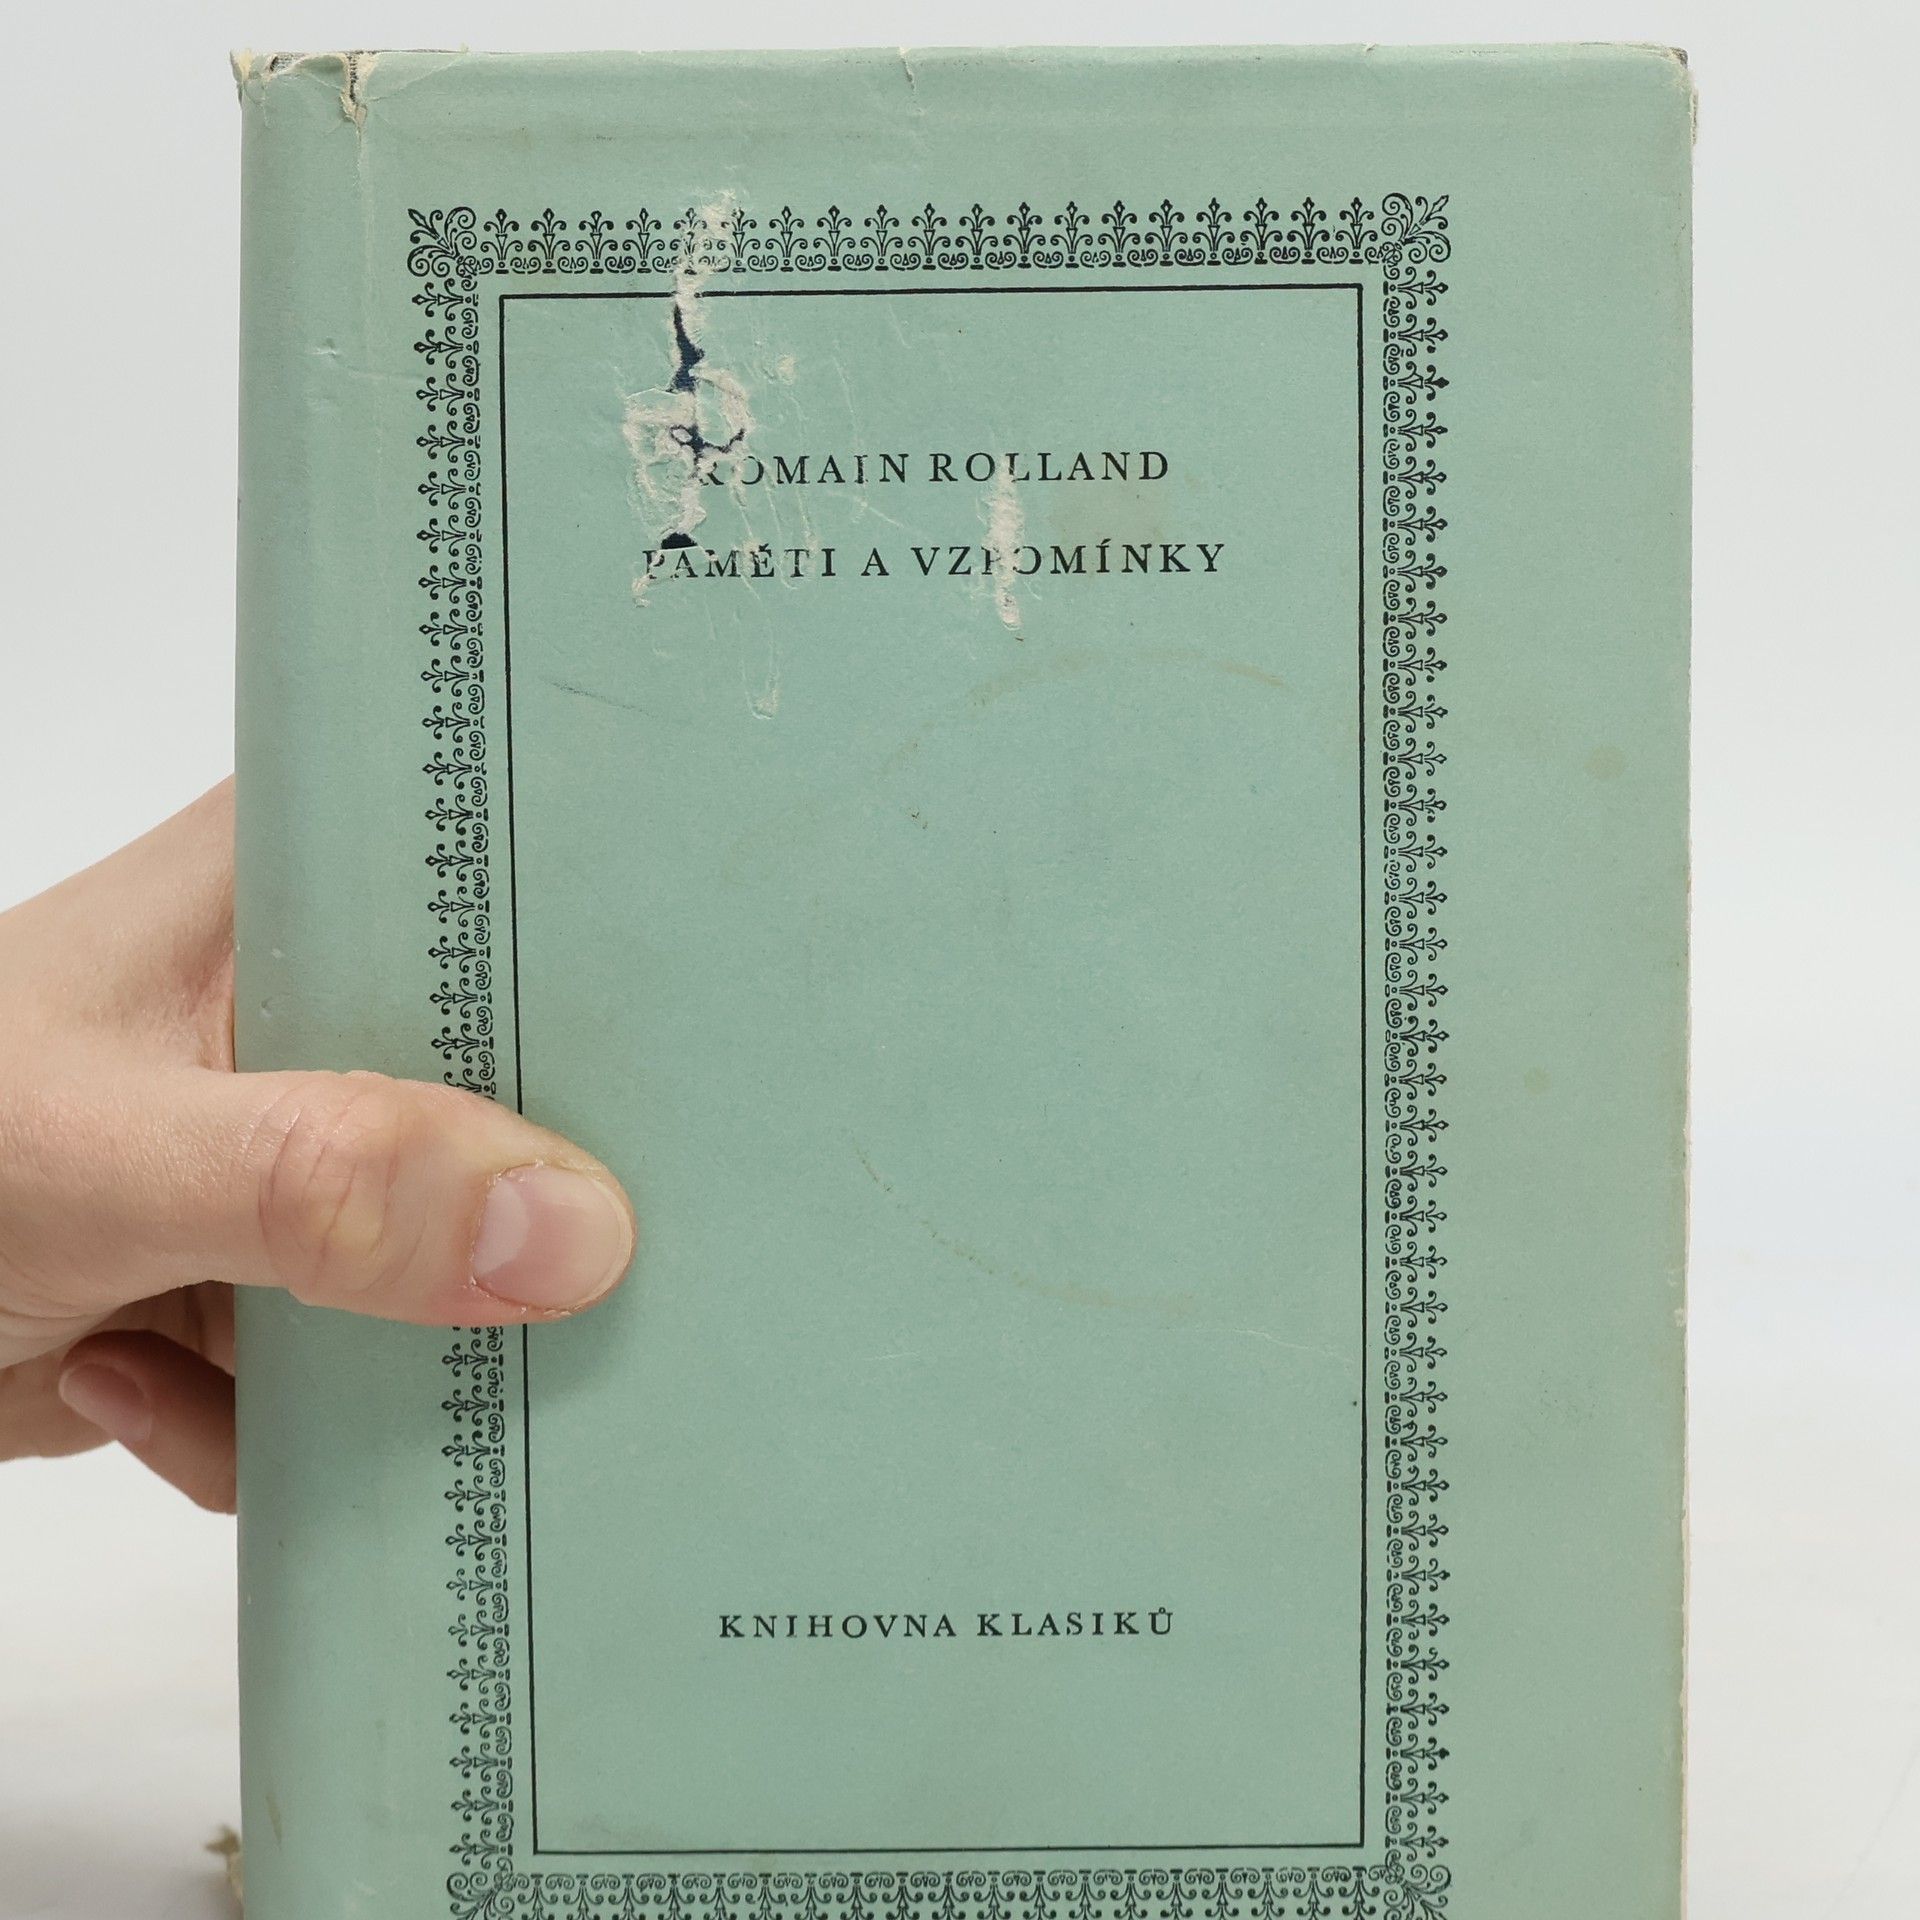 ROMAIN ROLLAND
PAMĚTI A VZPOMÍNKY
KNIHOVNA KLASIKŮ